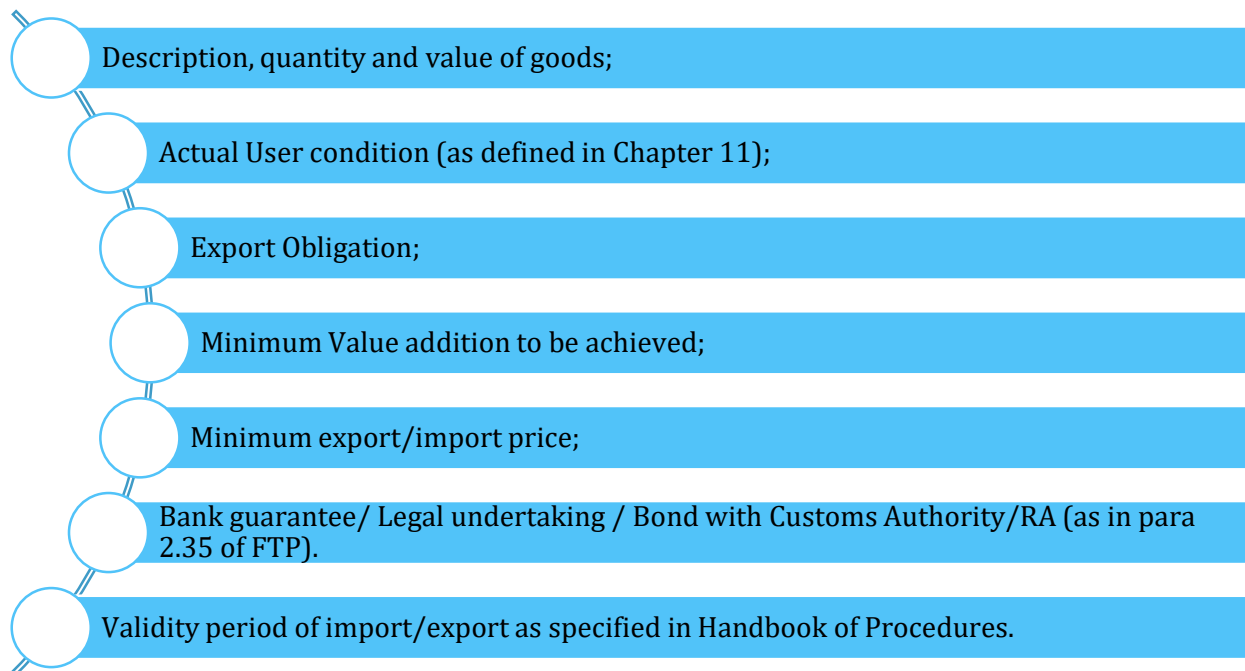 Description, quantity and value of goods;
Actual User condition (as defined in Chapter 11);
Export Obligation;
Minimum Value addition to be achieved;
Minimum export/import price;
Bank guarantee/ Legal undertaking / Bond with Customs Authority/RA (as in para
2.35 of FTP).
Validity period of import/export as specified in Handbook of Procedures.